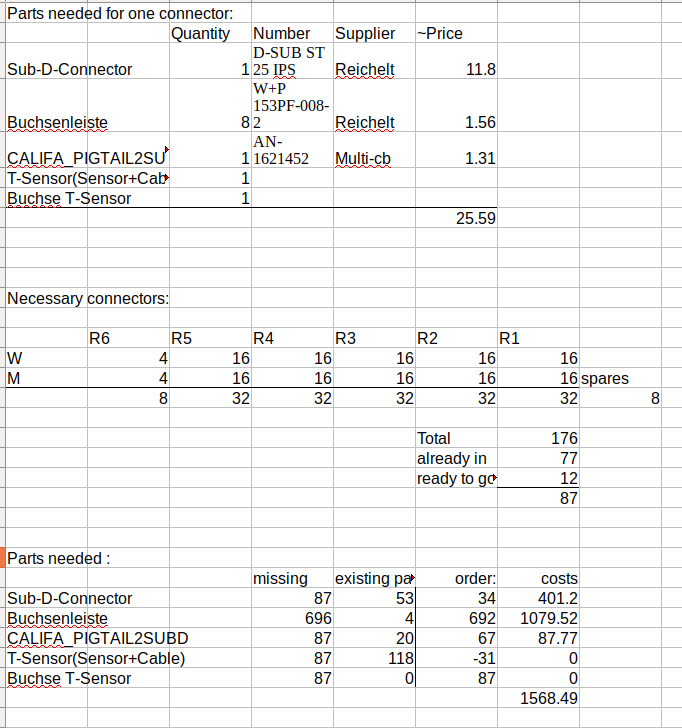 Parts needed for one connector:
Quantity Number Supplier ~Price
Sub-D-Connector 1 D-SUB ST 25 IPS Reichelt 11.8
Buchsenleiste 8 W+P 153PF-008-2 Reichelt 1.56
CALIFA_PIGTAIL2SU 1 AN-1621452 Multi-cb 1.31
T-Sensor(Sensor+Cab 1
Buchse T-Sensor 1
25.59
Necessary connectors:
R6 R5 R4 R3 R2 R1
W 4 16 16 16 16 16
M 4 16 16 16 16 16 spares
8 32 32 32 32 32 8
Total 176
already in 77
ready to go 12
87
Parts needed :
missing existing pa order: costs
Sub-D-Connector 87 53 34 401.2
Buchsenleiste 696 4 692 1079.52
CALIFA_PIGTAIL2SUBD 87 20 67 87.77
T-Sensor(Sensor+Cable) 87 118 -31 0
Buchse T-Sensor 87 0 87 0
1568.49